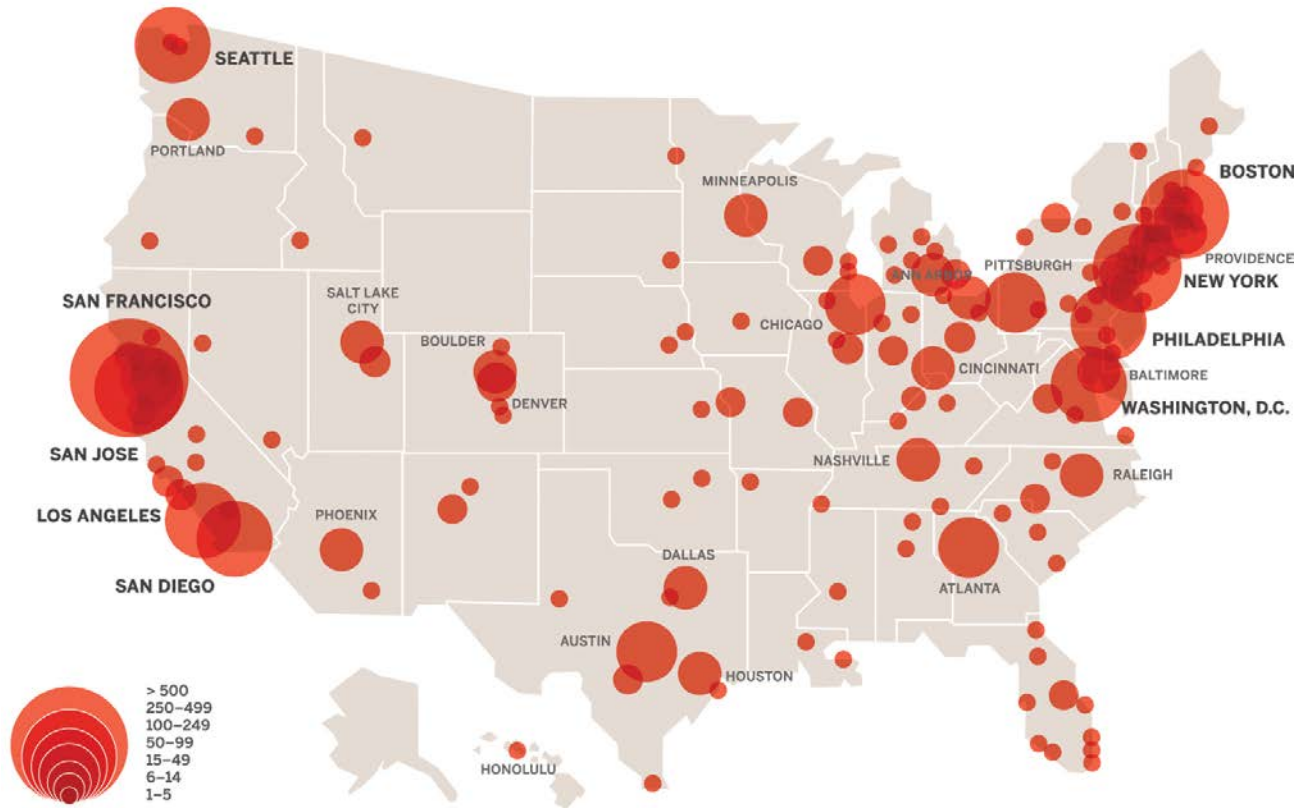 SEATTLE
PORTLAND
MINNEAPOLIS
BOSTON
PROVIDENCE
NEW YORK
ANN ARBOR
PITTSBURGH
SAN FRANCISCO
SALT LAKE
CITY
CHICAGO
BOULDER
PHILADELPHIA
CINCINNATI
BALTIMORE
DENVER
WASHINGTON, D.C.
SAN JOSE
NASHVILLE
RALEIGH
LOS ANGELES
PHOENIX
DALLAS
SAN DIEGO
ATLANTA
AUSTIN
HOUSTON
> 500
250–499
100–249
50–99
15–49
6–14
1–5
HONOLULU